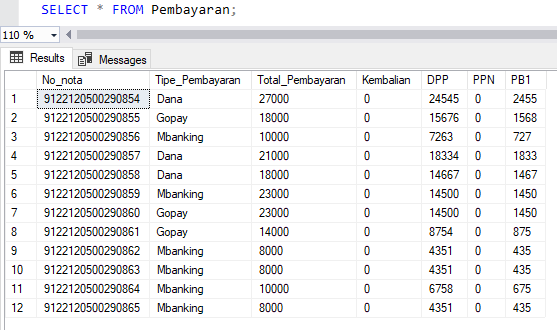 SELECT * FROM Pembayaran;
110 %
Results Messages
No_nota Tipe_Pembayaran Total_Pembayaran Kembalian DPP PPN PB1
1 9122120500290854 Dana 27000 0 24545 0 2455
2 9122120500290855 Gopay 18000 0 15676 0 1568
3 9122120500290856 Mbanking 10000 0 7263 0 727
4 9122120500290857 Dana 21000 0 18334 0 1833
5 9122120500290858 Dana 18000 0 14667 0 1467
6 9122120500290859 Mbanking 23000 0 14500 0 1450
7 9122120500290860 Gopay 23000 0 14500 0 1450
8 9122120500290861 Gopay 14000 0 8754 0 875
9 9122120500290862 Mbanking 8000 0 4351 0 435
10 9122120500290863 Mbanking 8000 0 4351 0 435
11 9122120500290864 Mbanking 10000 0 6758 0 675
12 9122120500290865 Mbanking 8000 0 4351 0 435